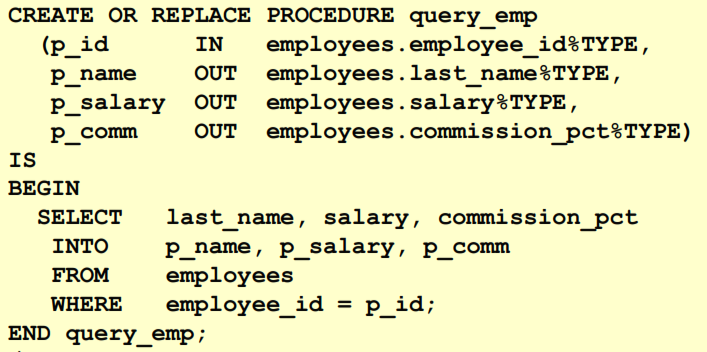 CREATE OR REPLACE PROCEDURE query_emp
(p_id IN employees.employee_id%TYPE,
p_name OUT employees.last_name%TYPE,
p_salary OUT employees.salary%TYPE,
p_comm OUT employees.commission_pct%TYPE)
IS
BEGIN
SELECT last_name, salary, commission_pct
INTO p_name, p_salary, p_comm
FROM employees
WHERE employee_id = p_id;
END query_emp;